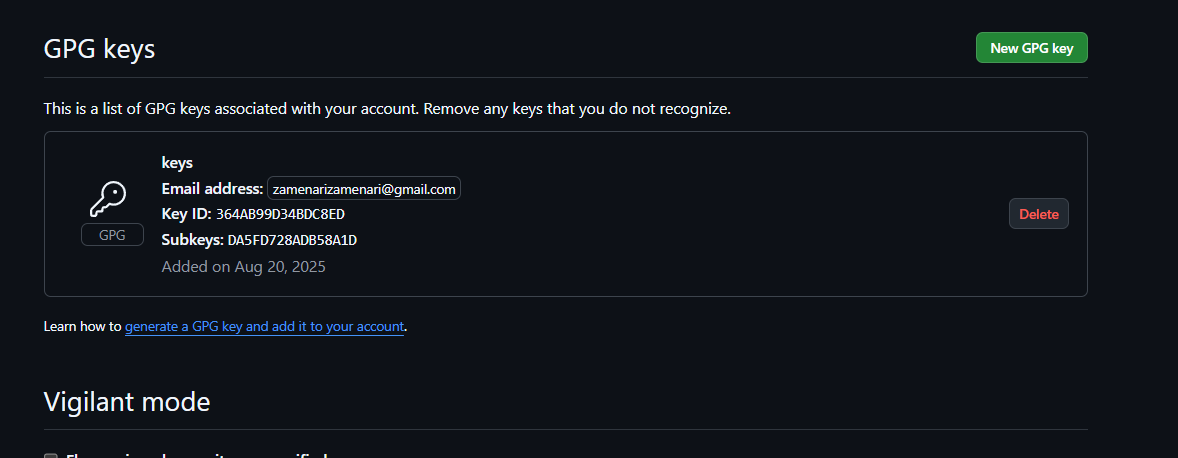 GPG keys
New GPG key
This is a list of GPG keys associated with your account. Remove any keys that you do not recognize.
keys
Email address: zamenarizamenari@gmail.com
Key ID: 364AB99D34BDC8ED
GPG
Subkeys: DA5FD728ADB58A1D
Added on Aug 20, 2025
Delete
Learn how to generate a GPG key and add it to your account.
Vigilant mode